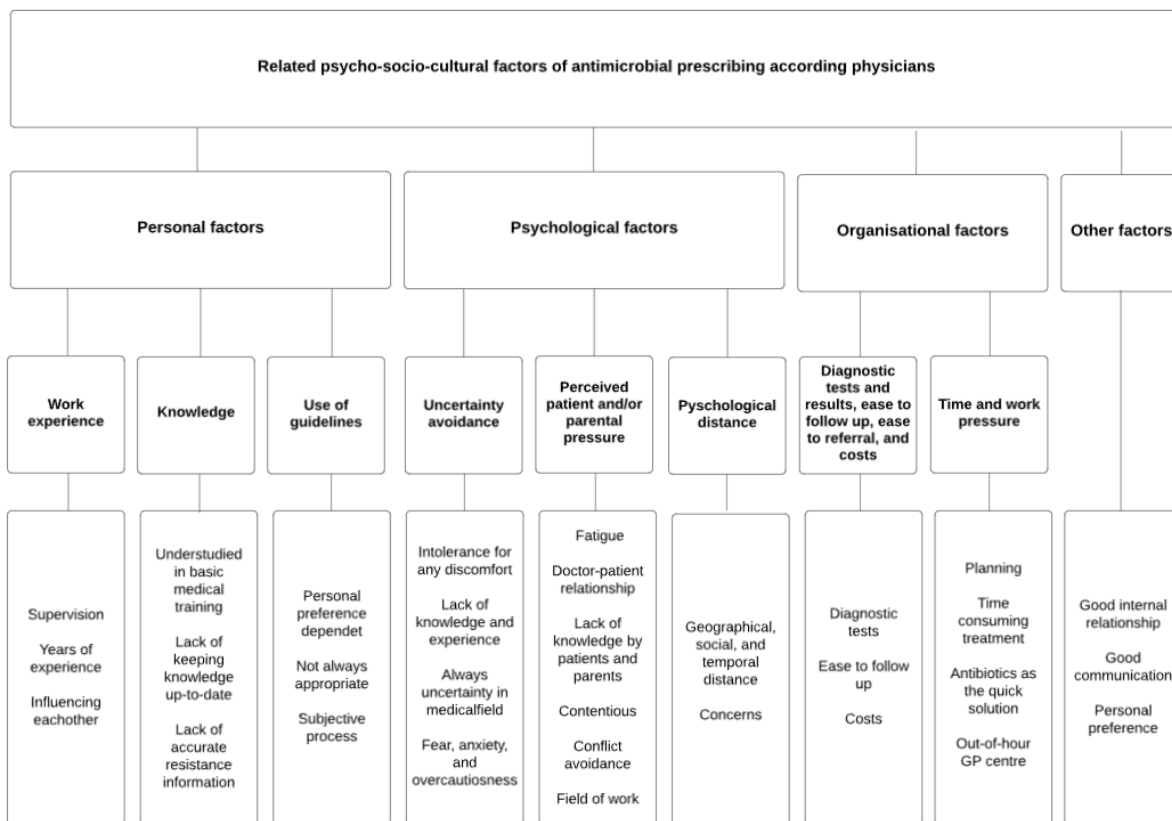 Related psycho-socio-cultural factors of antimicrobial prescribing according physicians
Personal factors
Psychological factors
Organisational factors
Other factors
Work
experience
Knowledge
Use of
guidelines
Uncertainty
avoidance
Perceived
patient and/or
parental
pressure
Pyschological
distance
Diagnostic
tests and
results, ease to
follow up, ease
to referral, and
costs
Time and work
pressure
Supervision
Years of
experience
Influencing
eachother
Understudied
in basic
medical
training
Lack of
keeping
knowledge
up-to-date
Lack of
accurate
resistance
information
Personal
preference
dependet
Not always
appropriate
Subjective
process
Intolerance for
any discomfort
Lack of
knowledge and
experience
Always
uncertainty in
medicalfield
Fear, anxiety,
and
overcautiosness
Fatigue
Doctor-patient
relationship
Lack of
knowledge by
patients and
parents
Contentious
Conflict
avoidance
Field of work
Geographical,
social, and
temporal
distance
Concerns
Diagnostic
tests
Ease to follow
up
Costs
Planning
Time
consuming
treatment
Antibiotics as
the quick
solution
Out-of-hour
GP centre
Good internal
relationship
Good
communication
Personal
preference